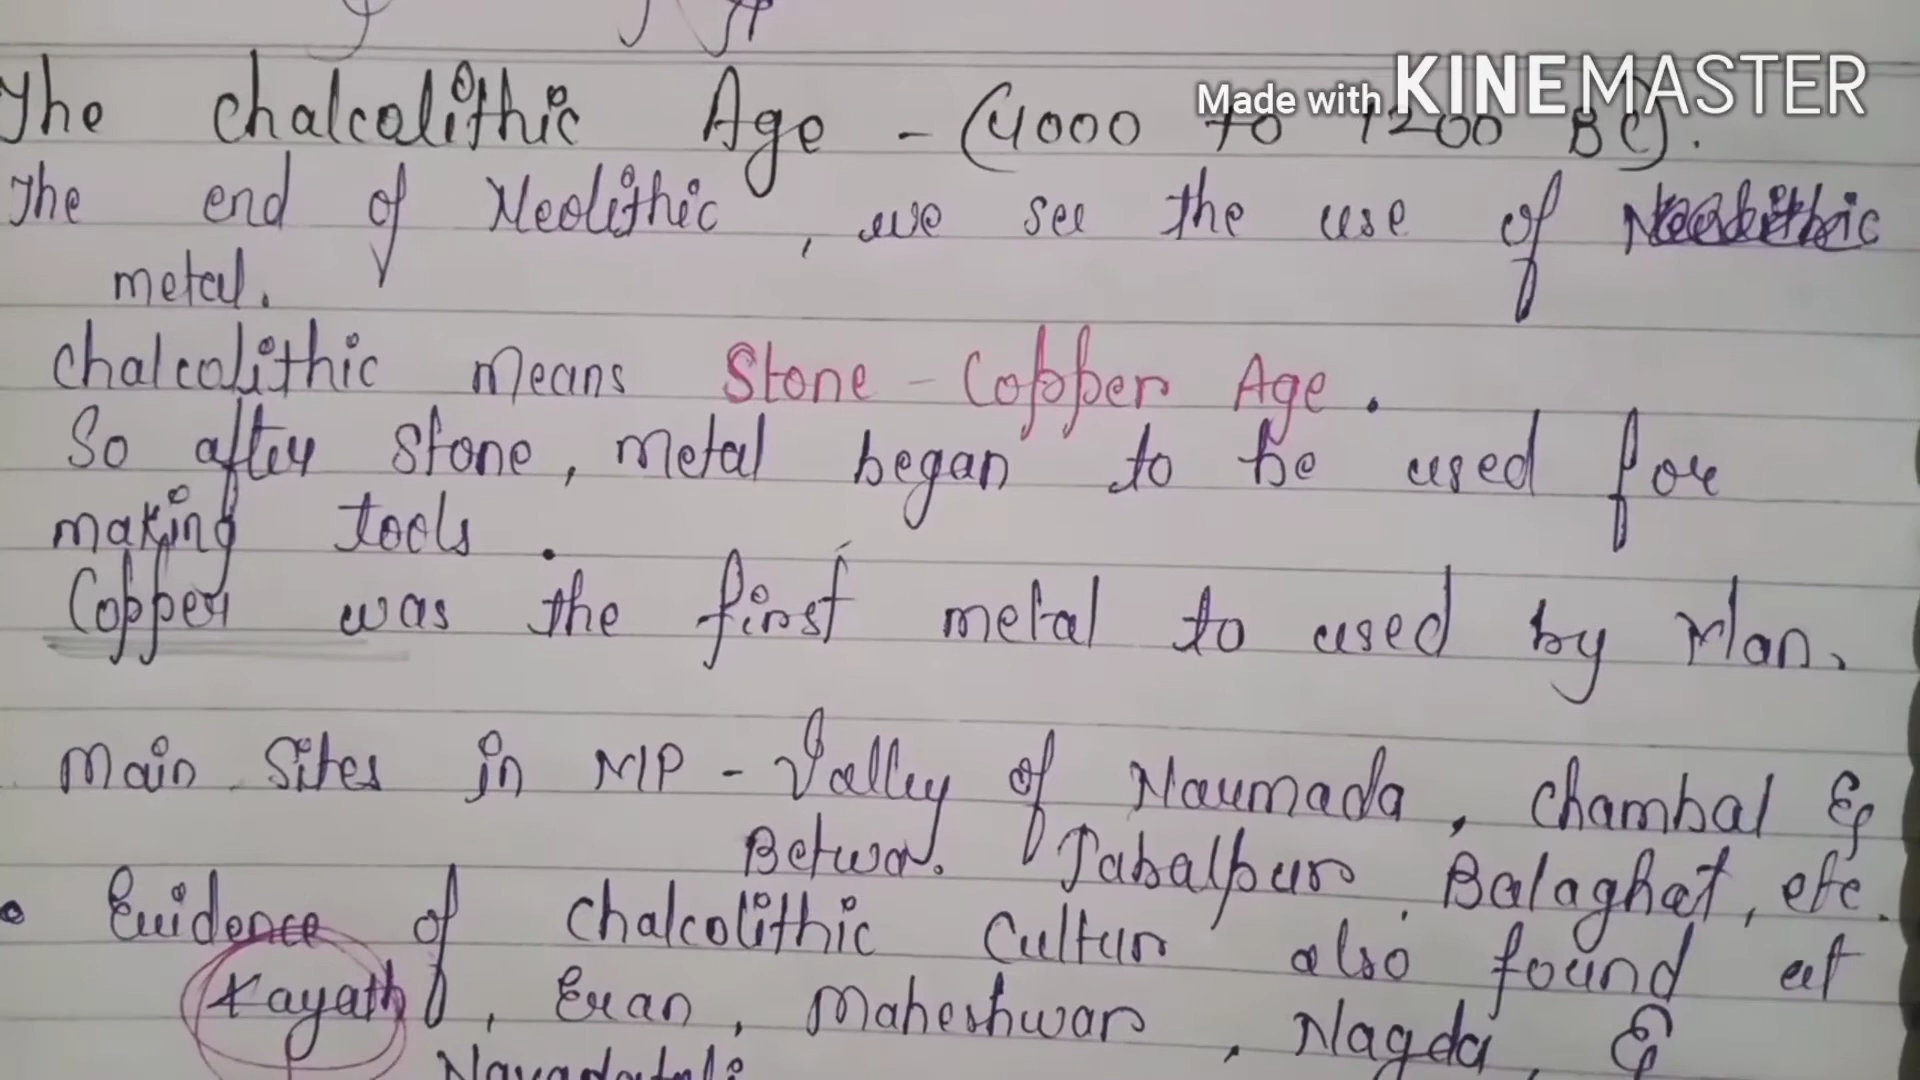 Made with KINEMASTER
The Chalcolithic Age - (4000 to 1200 BC).
The end of Neolithic, we see the use of
metal.
Chalcolithic means Stone - Copper Age.
So after stone, metal began to be used for
making tools.
Copper was the first metal to used by Man.
Main Sites in MP - Valley of Narmada, Chambal &
Betwa. Jabalpur, Balaghat, etc.
• Evidence of Chalcolithic Cultur also found at
Kayath, Eran, Maheshwar, Nagda, &
Navadatoli